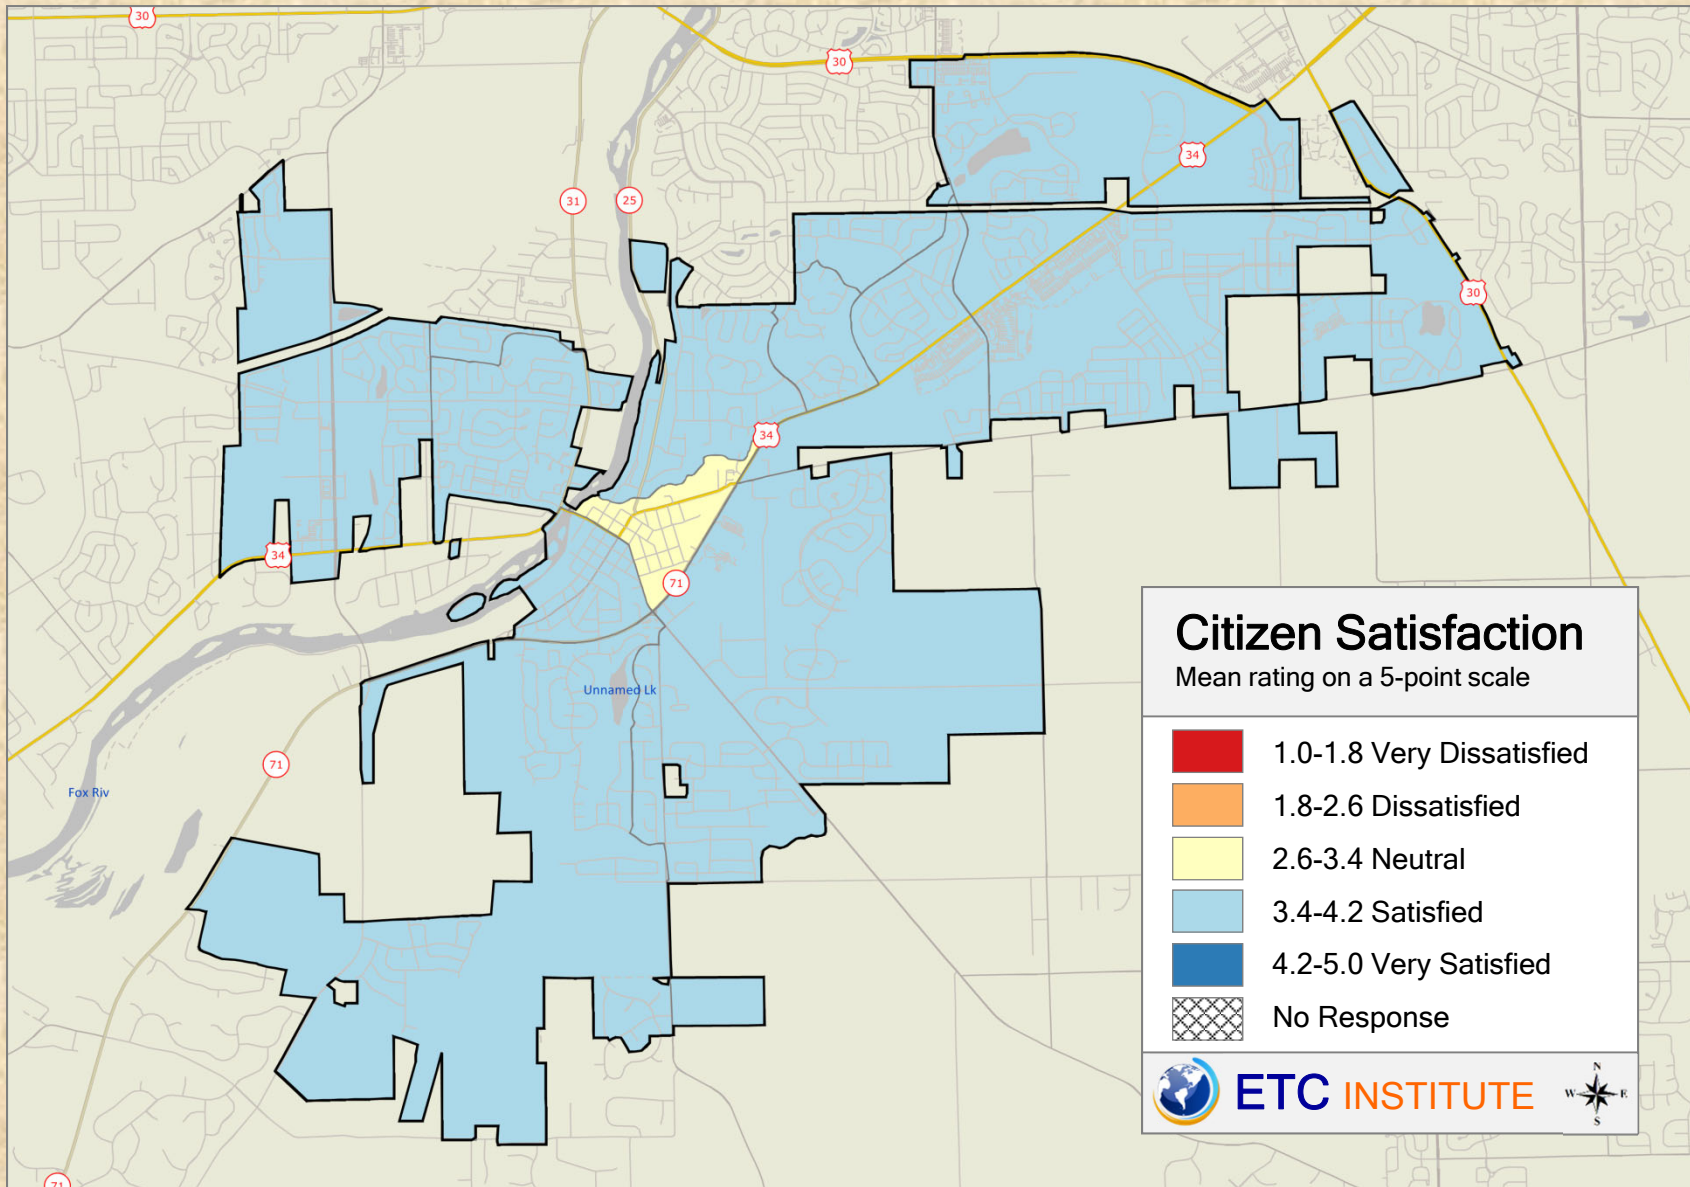 30
30
34
31
25
30
34
34
71
Unnamed Lk
71
Fox Riv
71
Citizen Satisfaction
Mean rating on a 5-point scale
1.0-1.8 Very Dissatisfied
1.8-2.6 Dissatisfied
2.6-3.4 Neutral
3.4-4.2 Satisfied
4.2-5.0 Very Satisfied
No Response
ETC INSTITUTE
N
W E
S